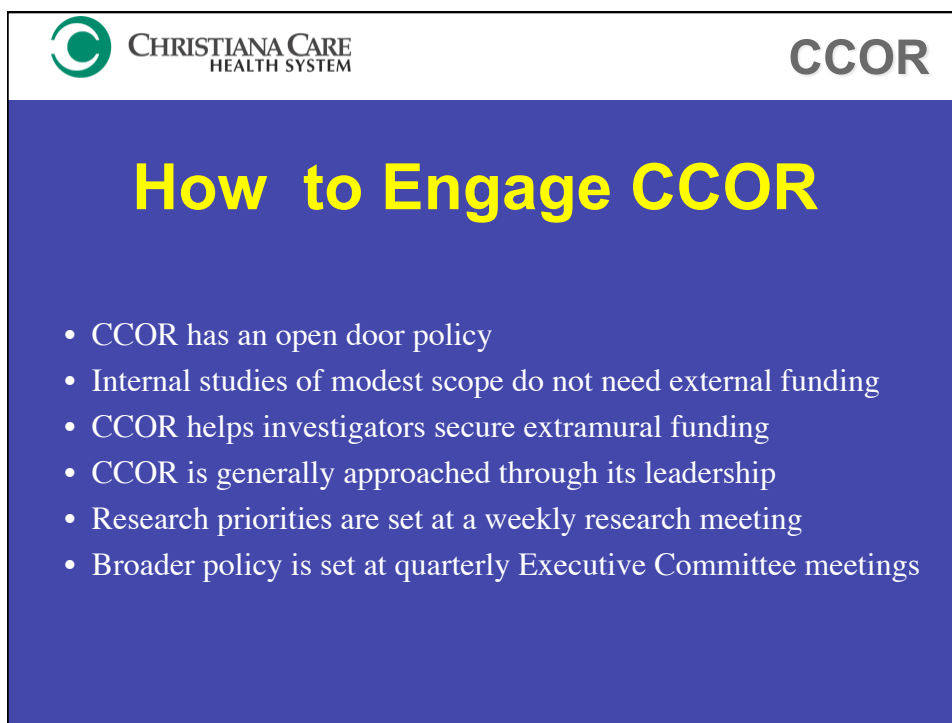 CHRISTIANA CARE
HEALTH SYSTEM
CCOR
How to Engage CCOR
• CCOR has an open door policy
• Internal studies of modest scope do not need external funding
• CCOR helps investigators secure extramural funding
• CCOR is generally approached through its leadership
• Research priorities are set at a weekly research meeting
• Broader policy is set at quarterly Executive Committee meetings